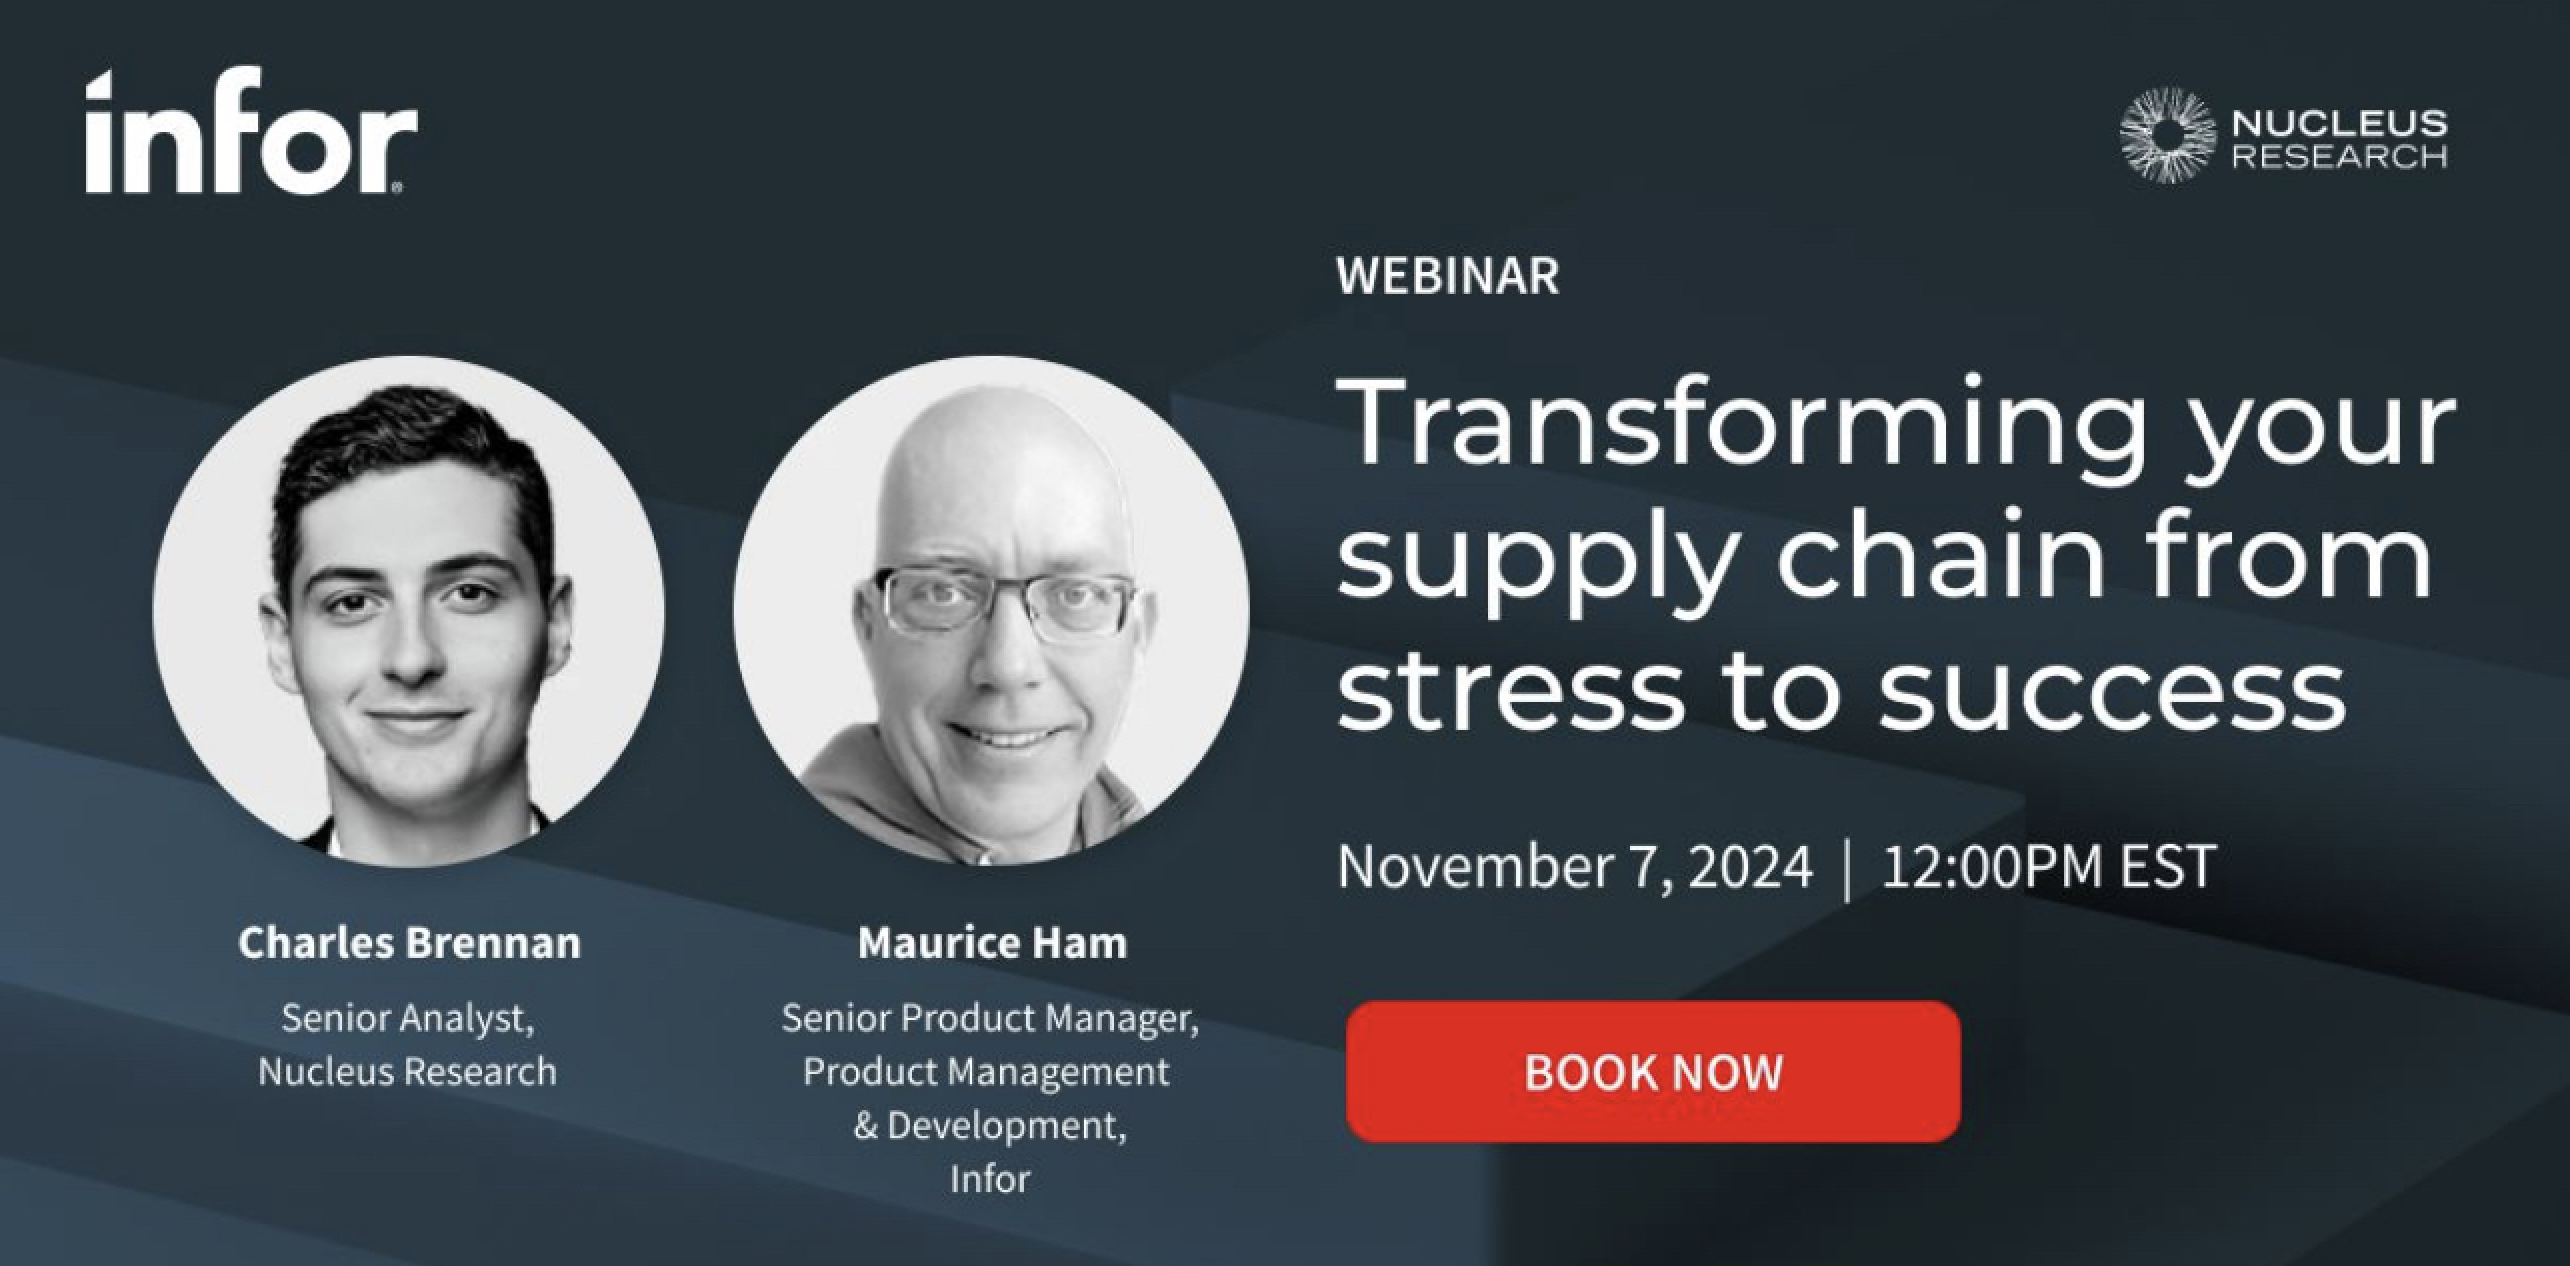 infor®
NUCLEUS
RESEARCH
WEBINAR
Transforming your
supply chain from
stress to success
November 7, 2024 | 12:00PM EST
BOOK NOW
Charles Brennan
Senior Analyst,
Nucleus Research
Maurice Ham
Senior Product Manager,
Product Management
& Development,
Infor